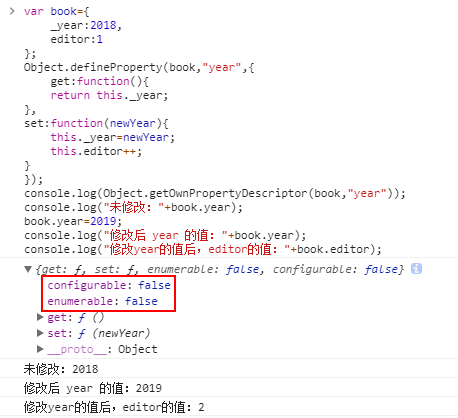 var book={
_year:2018,
editor:1
};
Object.defineProperty(book,"year",{
get:function(){
return this._year;
},
set:function(newYear){
this._year=newYear;
this.editor++;
}
});
console.log(Object.getOwnPropertyDescriptor(book,"year"));
console.log("未修改："+book.year);
book.year=2019;
console.log("修改后 year 的值："+book.year);
console.log("修改year的值后，editor的值："+book.editor);
{get: ƒ, set: ƒ, enumerable: false, configurable: false}
configurable: false
enumerable: false
get: ƒ ()
set: ƒ (newYear)
__proto__: Object
未修改：2018
修改后 year 的值：2019
修改year的值后，editor的值：2